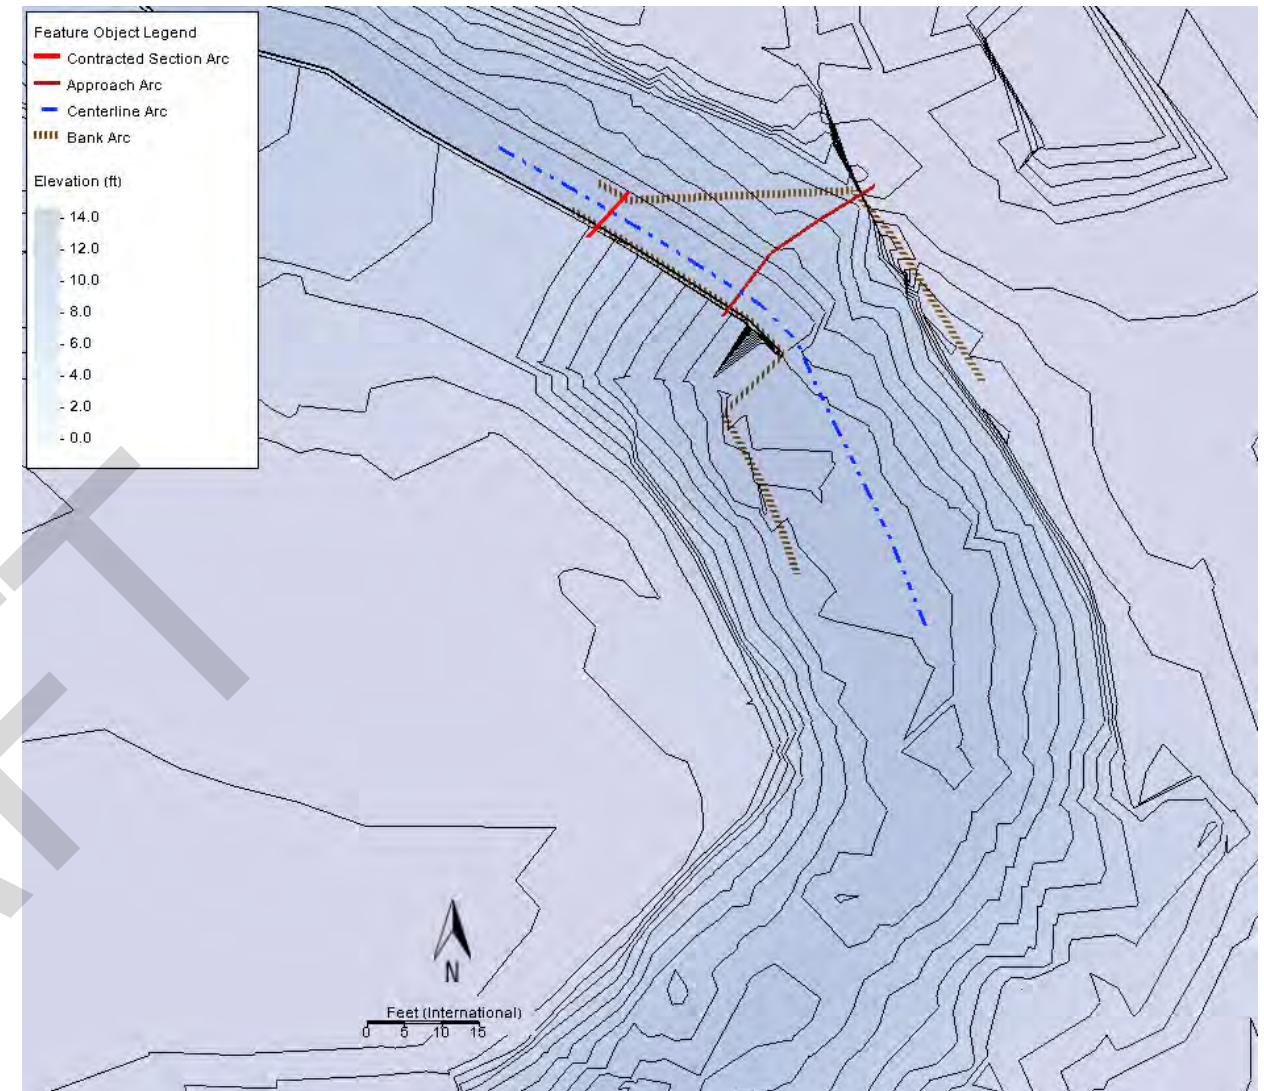 Feature Object Legend
Contracted Section Arc
Approach Arc
Centerline Arc
Bank Arc
Elevation (ft)
- 14.0
- 12.0
- 10.0
- 8.0
- 6.0
- 4.0
- 2.0
- 0.0
N
Feet (International)
0 5 10 15